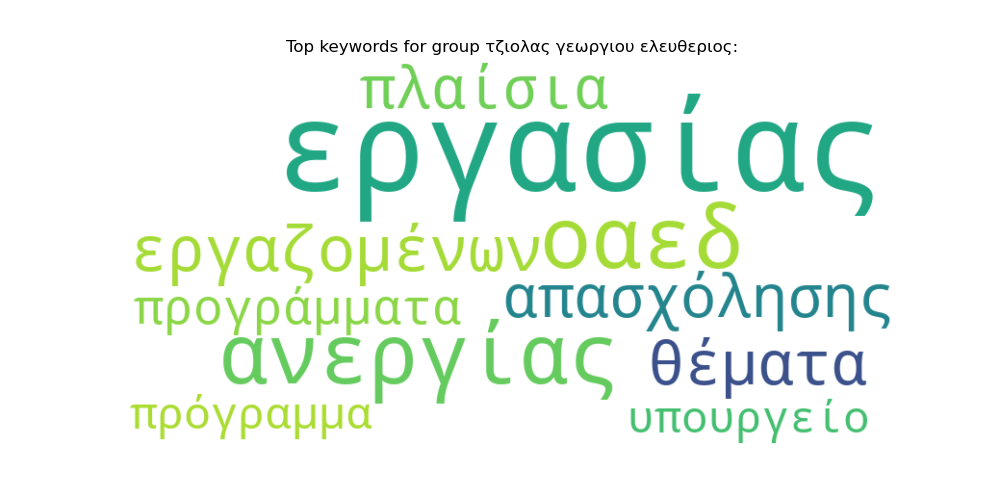 Top keywords for group τζιολας γεωργιου ελευθεριος:
πλαίσια
εργασίας
εργαζομένων οαεδ
προγράμματα απασχόλησης
ανεργίας θέματα
πρόγραμμα υπουργείο